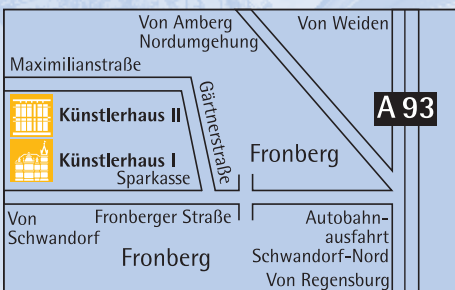 Von Amberg
Nordumgehung
Von Weiden
Maximilianstraße
Gärtnerstraße
A 93
Künstlerhaus II
Künstlerhaus I
Sparkasse
Fronberg
Von
Schwandorf
Fronberger Straße
Fronberg
Autobahn-
ausfahrt
Schwandorf-Nord
Von Regensburg